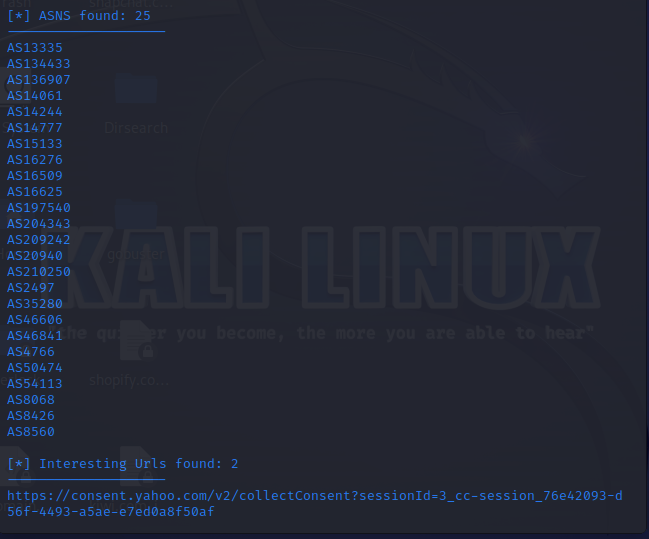 snapchat.c...
[*] ASNS found: 25
--------------------
AS13335
AS134433
AS136907
AS14061
AS14244
AS14777
AS15133
AS16276
AS16509
AS16625
AS197540
AS204343
AS209242
AS20940
AS210250
AS2497
AS35280
AS46606
AS46841
AS4766
AS50474
AS54113
AS8068
AS8426
AS8560
Dirsearch
gobuster
KALI LINUX
"the quieter you become, the more you are able to hear"
shopify.co...
[*] Interesting Urls found: 2
--------------------
https://consent.yahoo.com/v2/collectConsent?sessionId=3_cc-session_76e42093-d
56f-4493-a5ae-e7ed0a8f50af